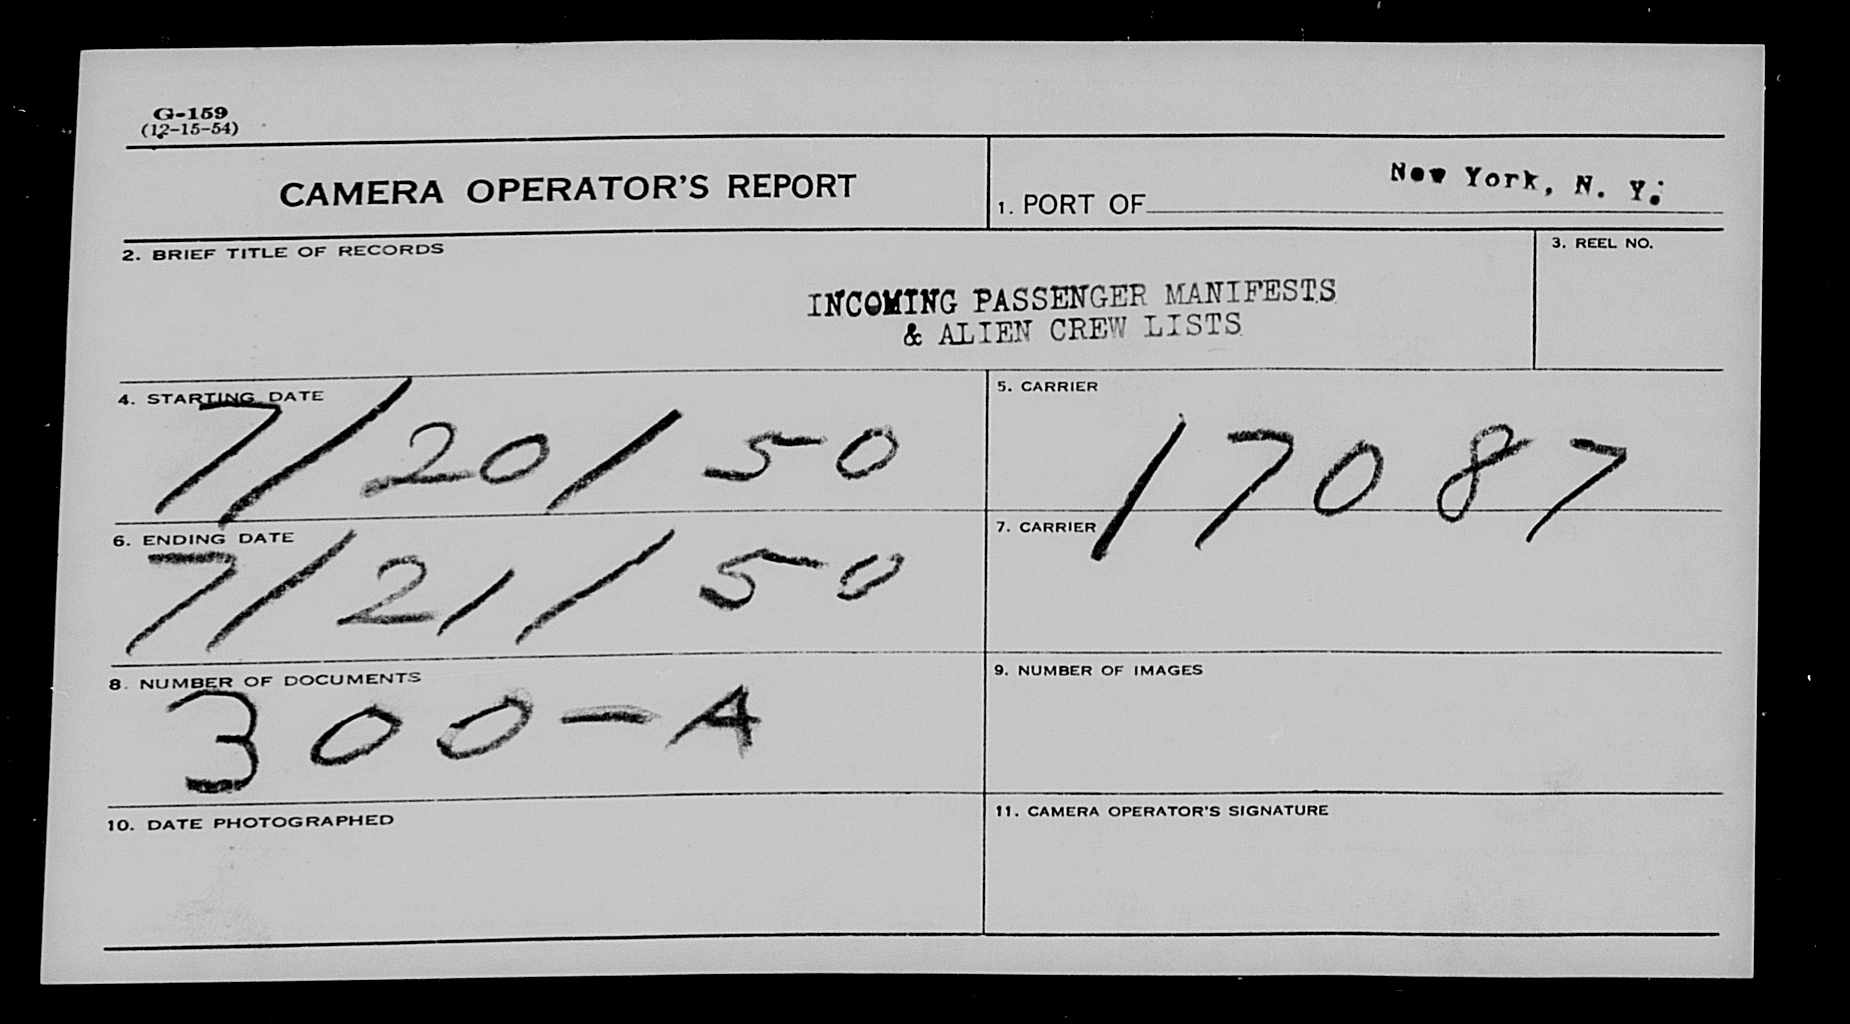 G-159
(12-15-54)
CAMERA OPERATOR'S REPORT
1. PORT OF New York, N. Y.
2. BRIEF TITLE OF RECORDS
INCOMING PASSENGER MANIFESTS
& ALIEN CREW LISTS
3. REEL NO.
4. STARTING DATE
7/20/50
5. CARRIER
17087
6. ENDING DATE
7/21/50
7. CARRIER
8. NUMBER OF DOCUMENTS
300-A
9. NUMBER OF IMAGES
10. DATE PHOTOGRAPHED
11. CAMERA OPERATOR'S SIGNATURE